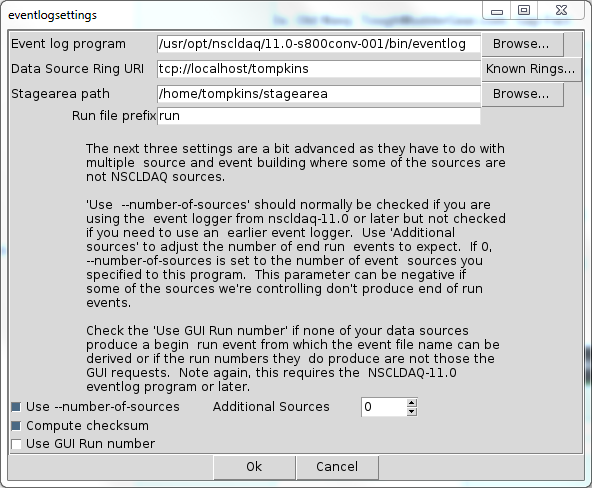 eventlogsettings
Event log program /usr/opt/nscldaq/11.0-s800conv-001/bin/eventlog Browse...
Data Source Ring URI tcp://localhost/tompkins Known Rings...
Stagearea path /home/tompkins/stagearea Browse...
Run file prefix run
The next three settings are a bit advanced as they have to do with
multiple  source and event building where some of the sources are
not NSCLDAQ sources.
'Use  --number-of-sources' should normally be checked if you are
using the  event logger from nscldaq-11.0 or later but not checked
if you need to use an  earlier event logger.  Use 'Additional
sources' to adjust the number of end run  events to expect.  If 0,
--number-of-sources is set to the number of event  sources you
specified to this program.  This parameter can be negative if
some of the sources we're controlling don't produce end of run
events.
Check the 'Use GUI Run number' if none of your data sources
produce a begin  run event from which the event file name can be
derived or if the run numbers they  do produce are not those the
GUI requests.  Note again, this requires the  NSCLDAQ-11.0
eventlog program or later.
Use --number-of-sources Additional Sources 0
Compute checksum
Use GUI Run number
Ok Cancel